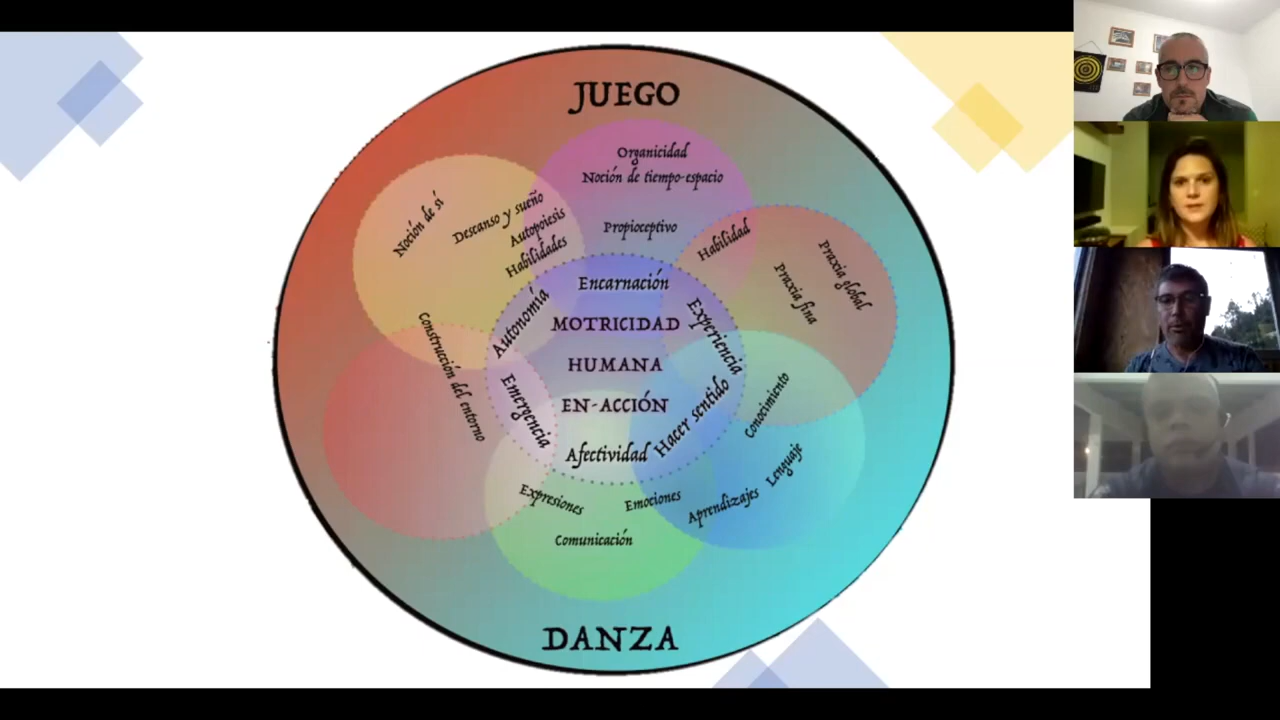 JUEGO
Organicidad
Noción de tiempo-espacio
Propioceptivo
Noción de sí
Descanso y sueño
Autopoiesis
Habilidades
Habilidad
Praxia global
Praxia fina
Encarnación
Autonomía
Experiencia
MOTRICIDAD
HUMANA
EN-ACCIÓN
Construcción del entorno
Emergencia
Hacer sentido
Afectividad
Conocimiento
Lenguaje
Aprendizajes
Expresiones
Emociones
Comunicación
DANZA